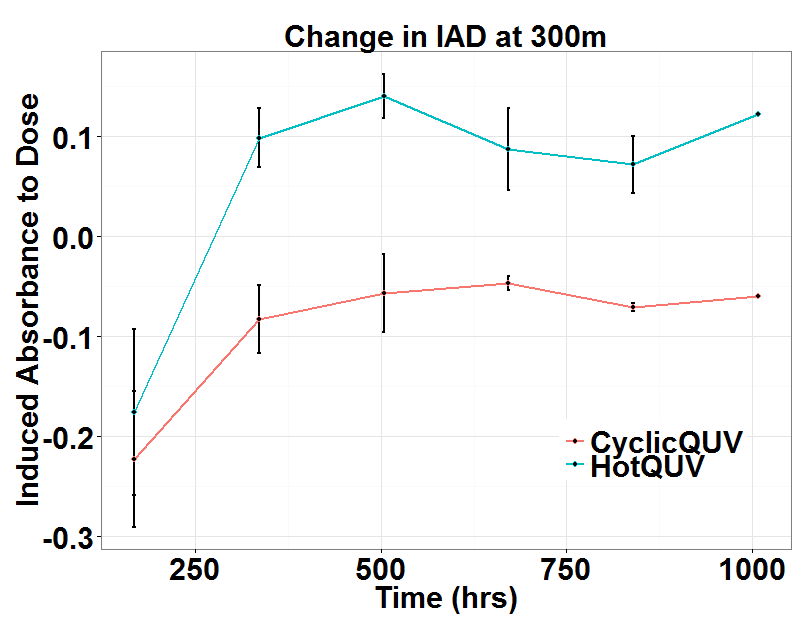 Change in IAD at 300m
Induced Absorbance to Dose
0.1
0.0
-0.1
-0.2
-0.3
CyclicQUV
HotQUV
250 500 750 1000
Time (hrs)